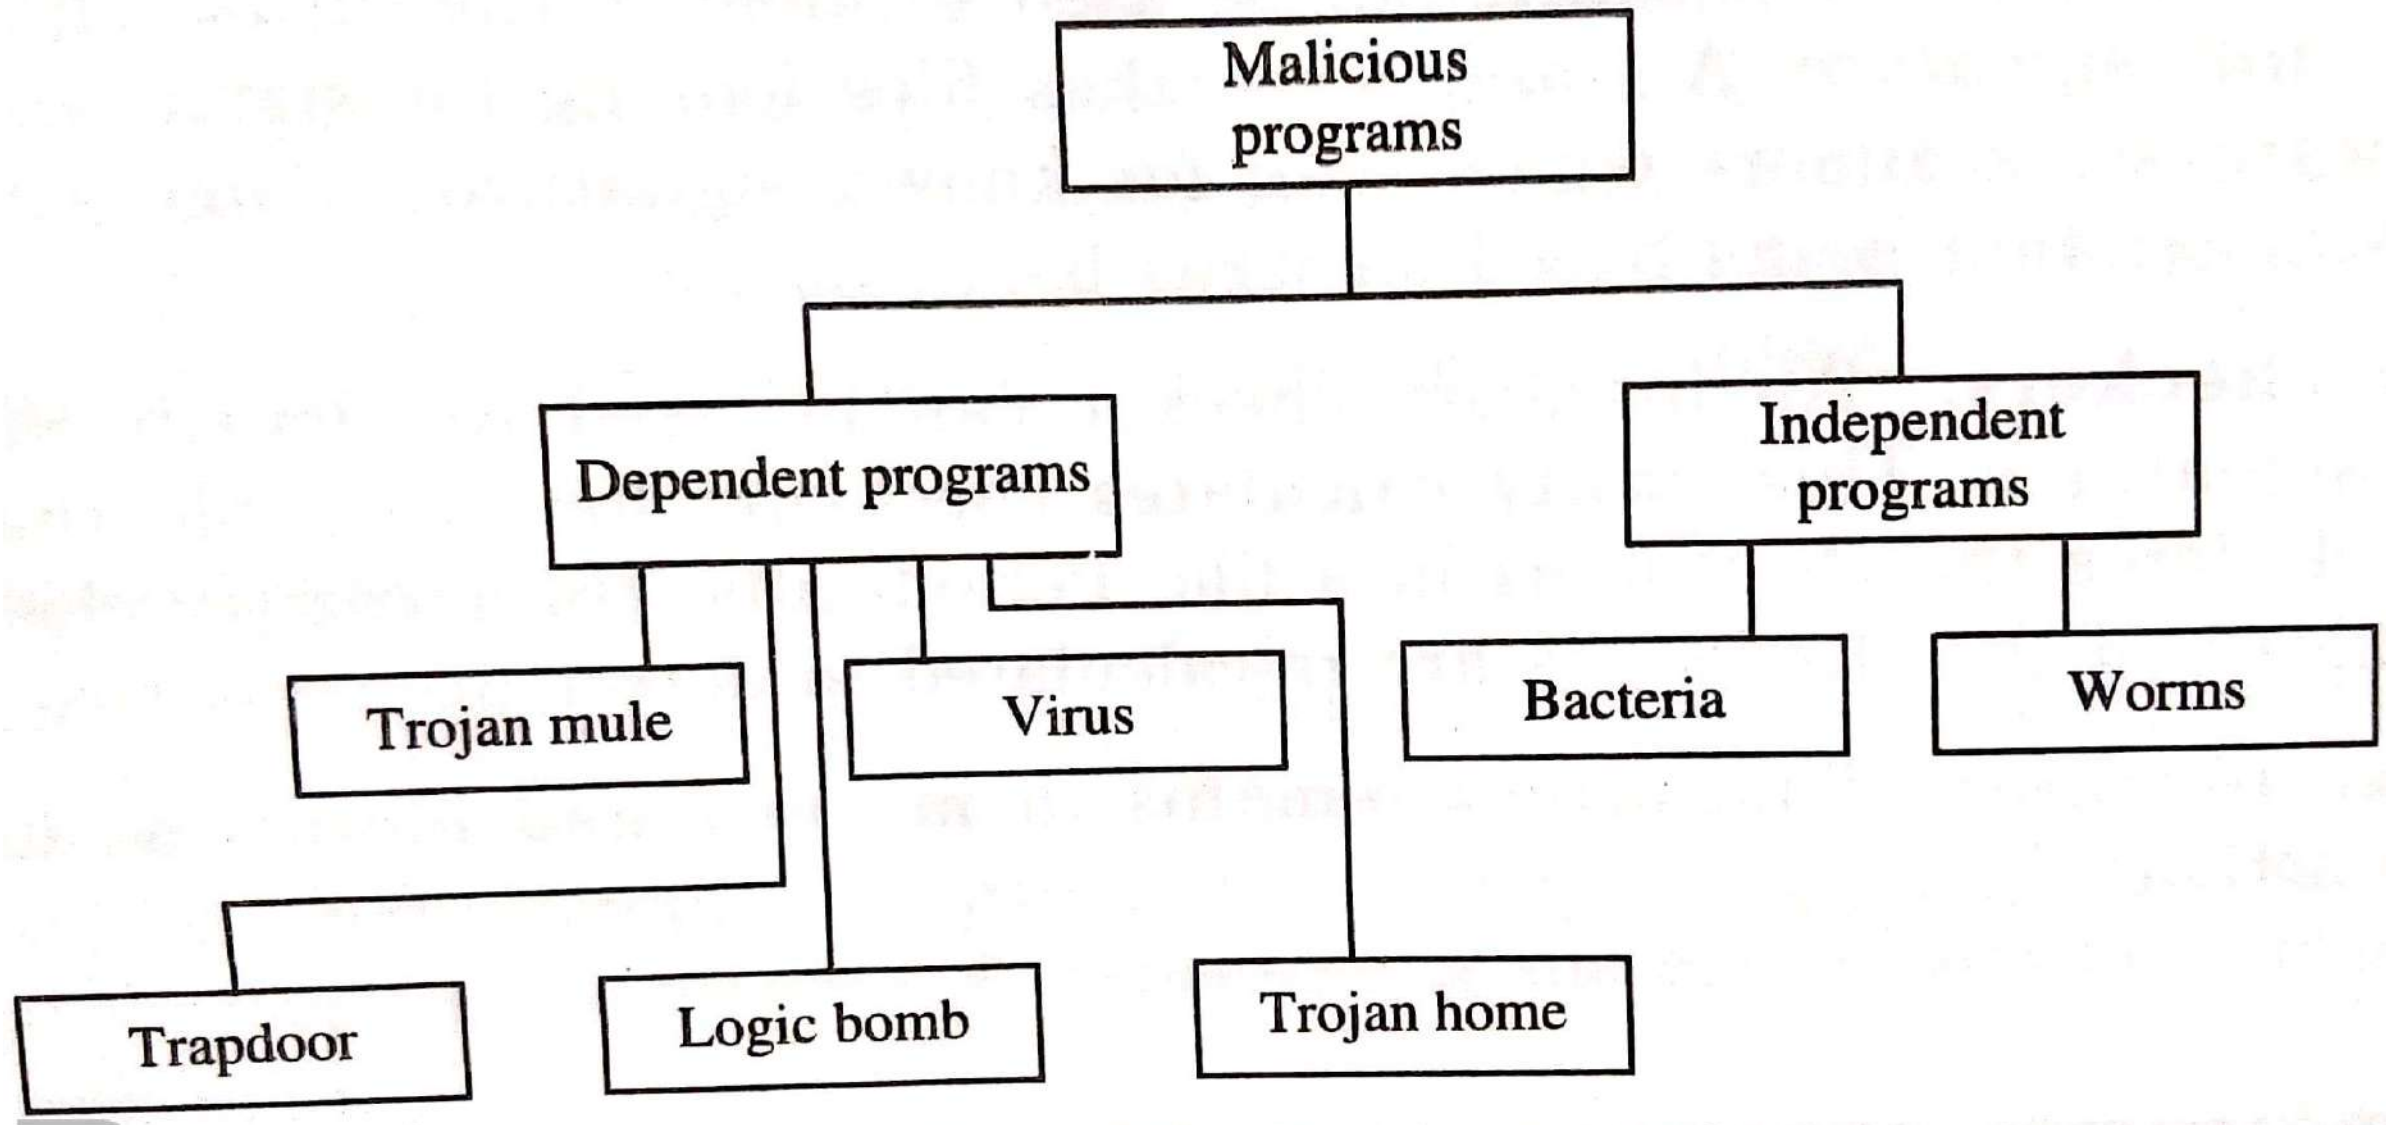 Malicious
programs
Dependent programs
Independent
programs
Trojan mule
Virus
Bacteria
Worms
Trapdoor
Logic bomb
Trojan home